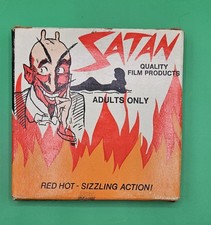 SATAN
QUALITY
FILM PRODUCTS
ADULTS ONLY
RED HOT - SIZZLING ACTION!